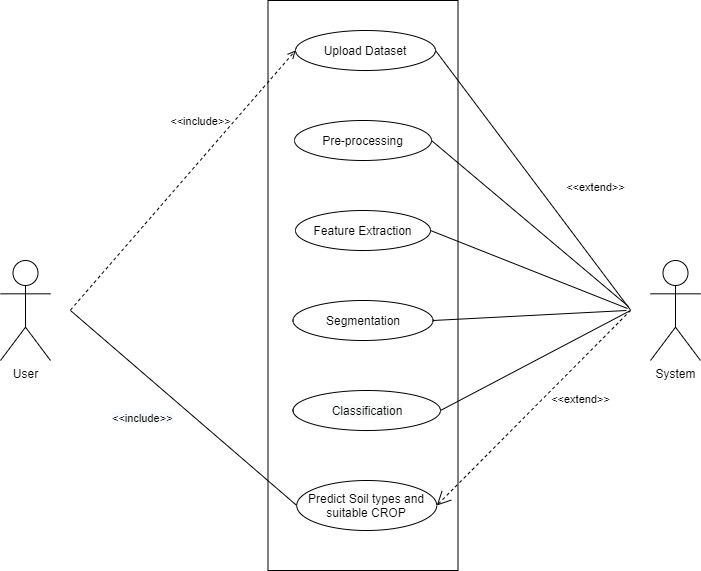 Upload Dataset
<<include>>
Pre-processing
<<extend>>
Feature Extraction
Segmentation
User
System
<<extend>>
Classification
<<include>>
Predict Soil types and
suitable CROP